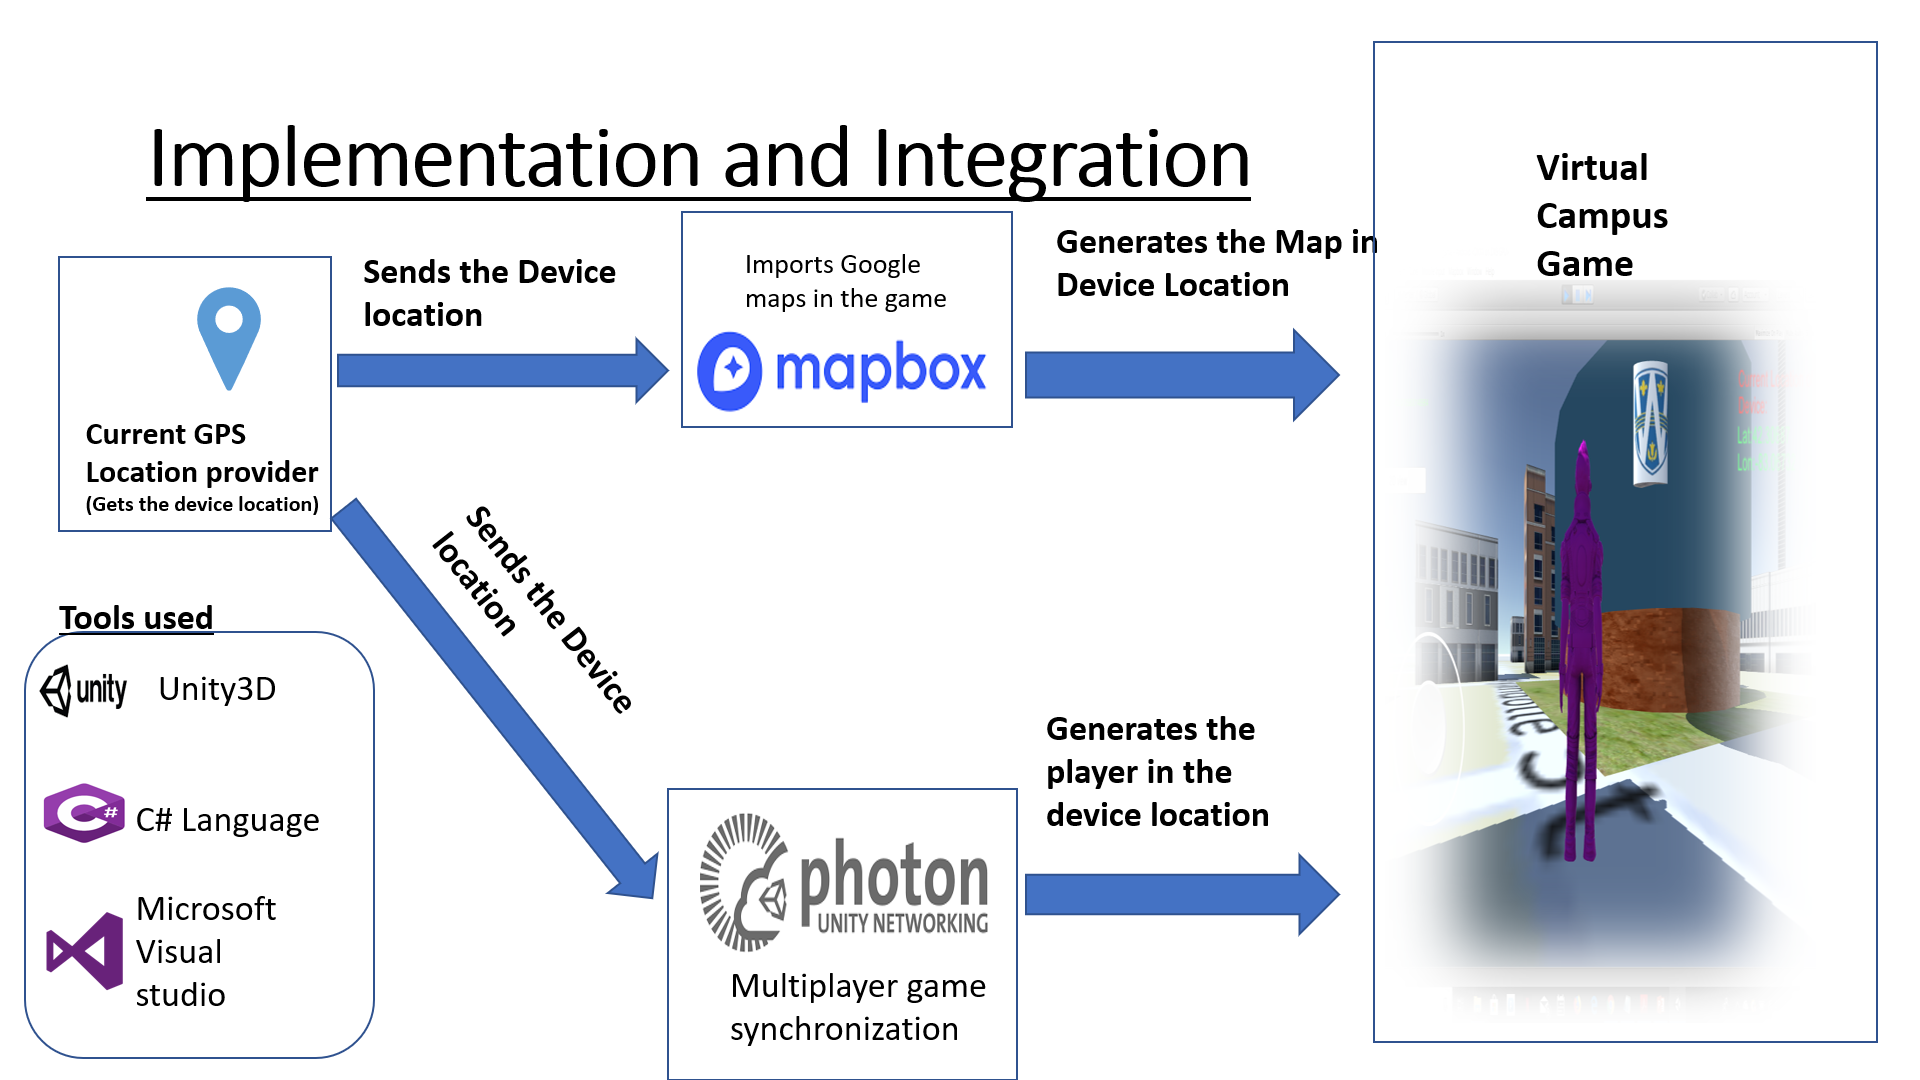 Implementation and Integration
Virtual
Campus
Game
Sends the Device
location
Imports Google
maps in the game
mapbox
Generates the Map in
Device Location
Current GPS
Location provider
(Gets the device location)
Sends the Device
location
Tools used
unity
Unity3D
C#
C# Language
Microsoft
Visual
studio
photon
UNITY NETWORKING
Multiplayer game
synchronization
Generates the
player in the
device location